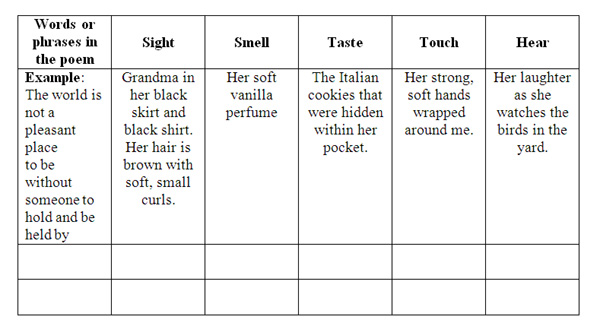 Words or
phrases in
the poem
Sight
Smell
Taste
Touch
Hear
Example:
The world is
not a
pleasant
place
to be
without
someone to
hold and be
held by
Grandma in
her black
skirt and
black shirt.
Her hair is
brown with
soft, small
curls.
Her soft
vanilla
perfume
The Italian
cookies that
were hidden
within her
pocket.
Her strong,
soft hands
wrapped
around me.
Her laughter
as she
watches the
birds in the
yard.